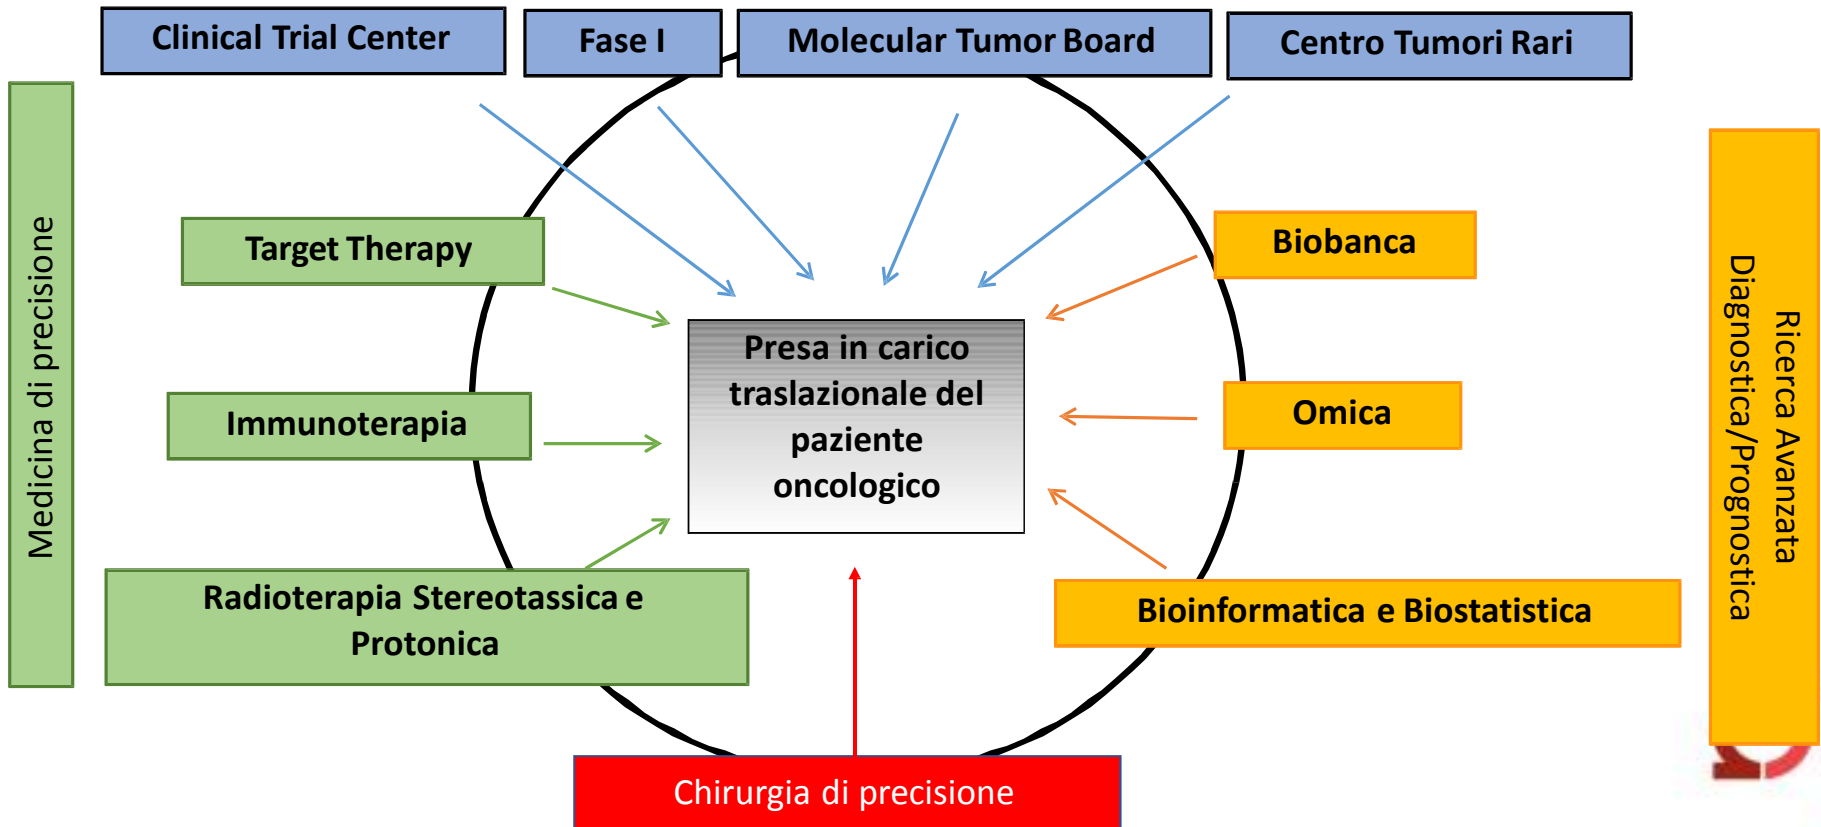 Clinical Trial Center
Fase I
Molecular Tumor Board
Centro Tumori Rari
Medicina di precisione
Target Therapy
Immunoterapia
Radioterapia Stereotassica e
Protonica
Presa in carico
traslazionale del
paziente
oncologico
Biobanca
Omica
Bioinformatica e Biostatistica
Ricerca Avanzata
Diagnostica/Prognostica
Chirurgia di precisione